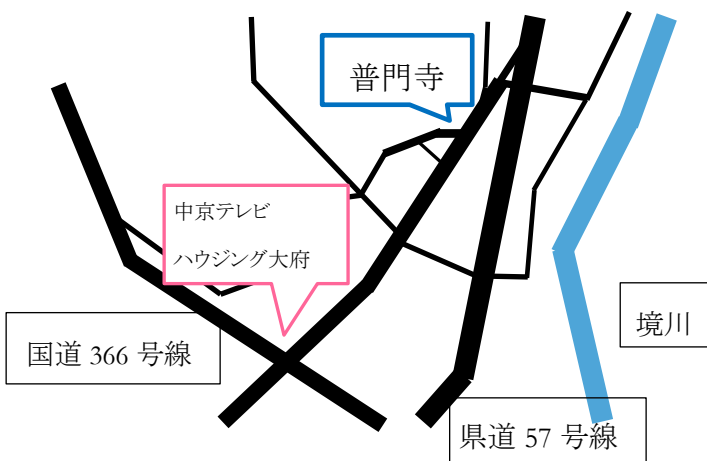 普門寺
中京テレビ
ハウジング大府
境川
国道 366 号線
県道 57 号線